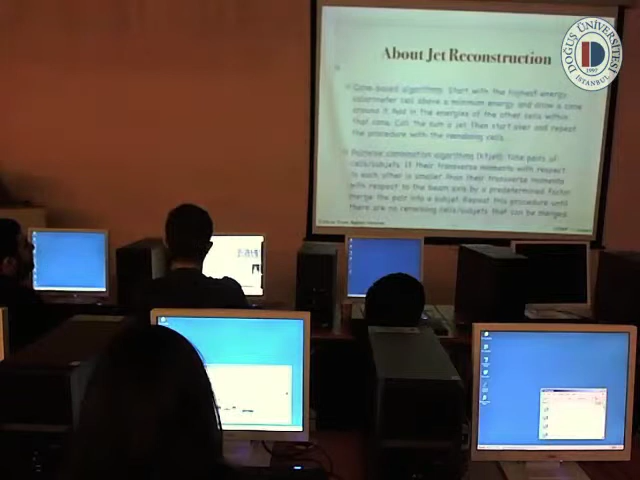 DOĞUŞ ÜNİVERSİTESİ
1997
İSTANBUL
About Jet Reconstruction
Cone-based algorithms: Start with the highest energy
calorimeter cell above a minimum energy and draw a cone
around it. Add in the energies of the other cells within
that cone. Call the sum a jet. Then start over and repeat
the procedure with the remaining cells.
Pairwise combination algorithms (ktjet): Take pairs of
cells/subjets. If their transverse momenta with respect
to each other is smaller than their transverse momenta
with respect to the beam axis by a predetermined factor
merge the pair into a subjet. Repeat this procedure until
there are no remaining cells/subjets that can be merged.